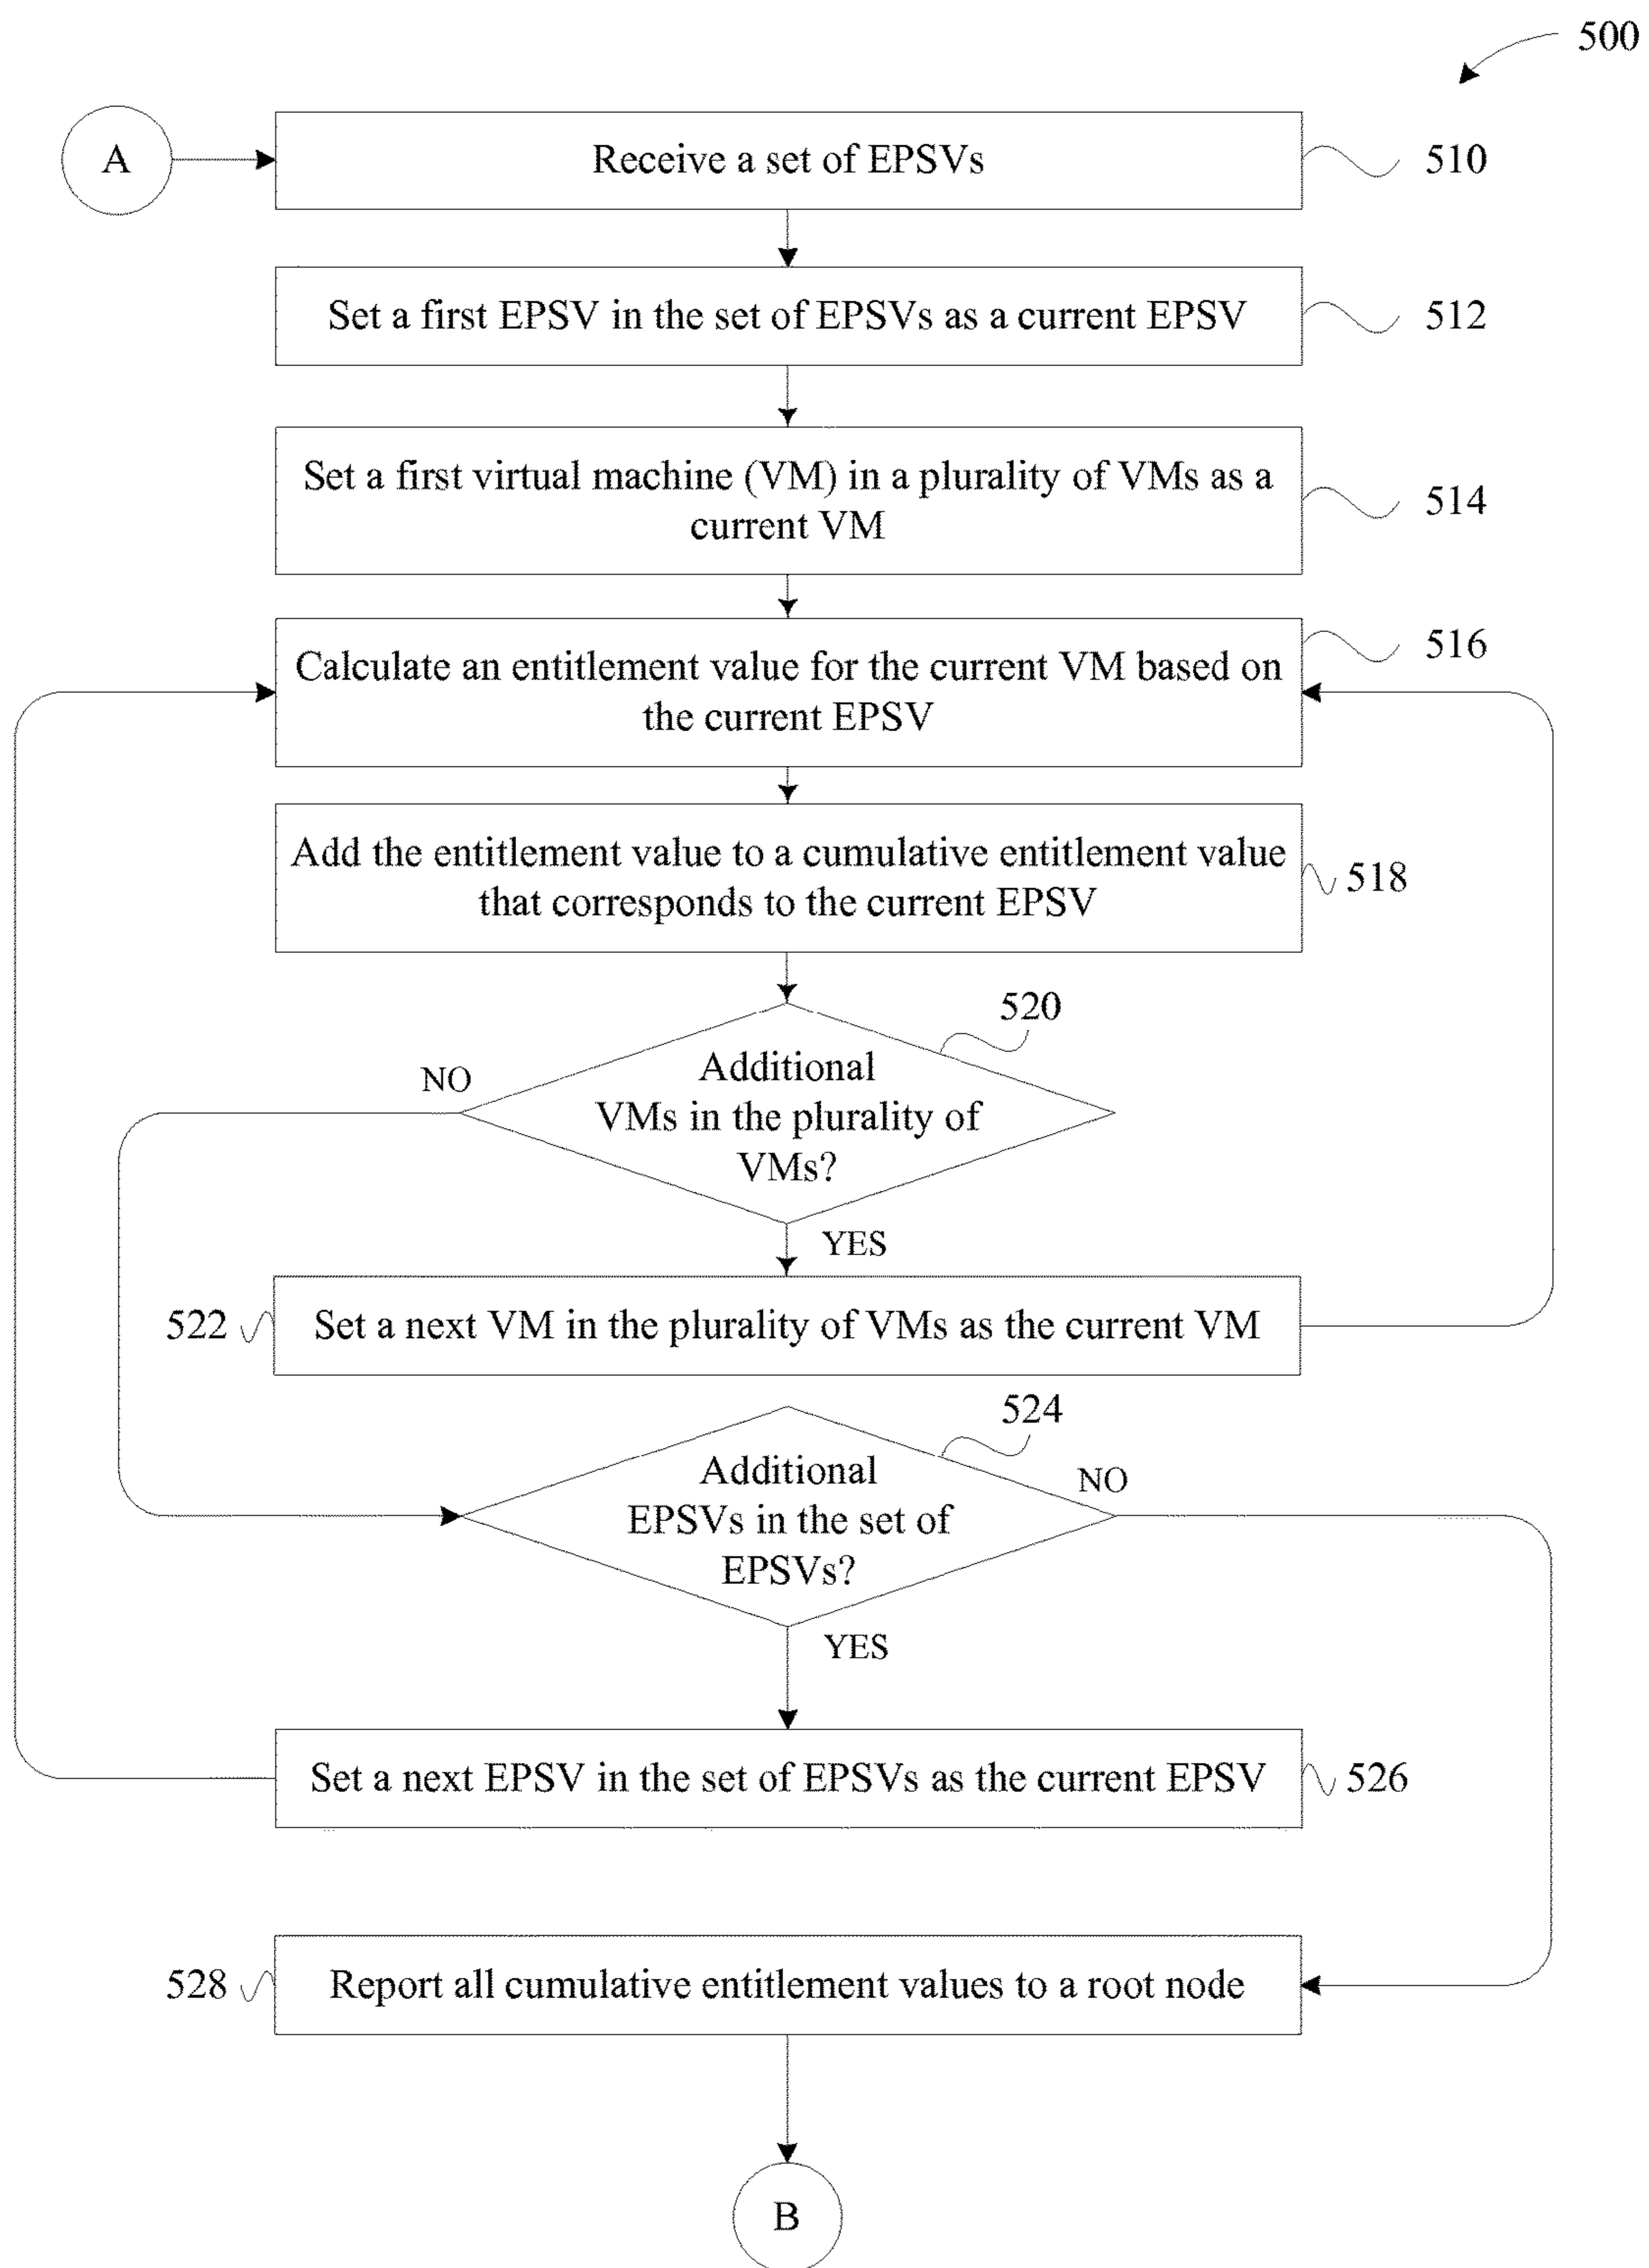 500
A
Receive a set of EPSVs
510
Set a first EPSV in the set of EPSVs as a current EPSV
512
Set a first virtual machine (VM) in a plurality of VMs as a
current VM
514
Calculate an entitlement value for the current VM based on
the current EPSV
516
Add the entitlement value to a cumulative entitlement value
that corresponds to the current EPSV
518
520
Additional
VMs in the plurality of
VMs?
NO
YES
522
Set a next VM in the plurality of VMs as the current VM
524
Additional
EPSVs in the set of
EPSVs?
NO
YES
Set a next EPSV in the set of EPSVs as the current EPSV
526
528
Report all cumulative entitlement values to a root node
B